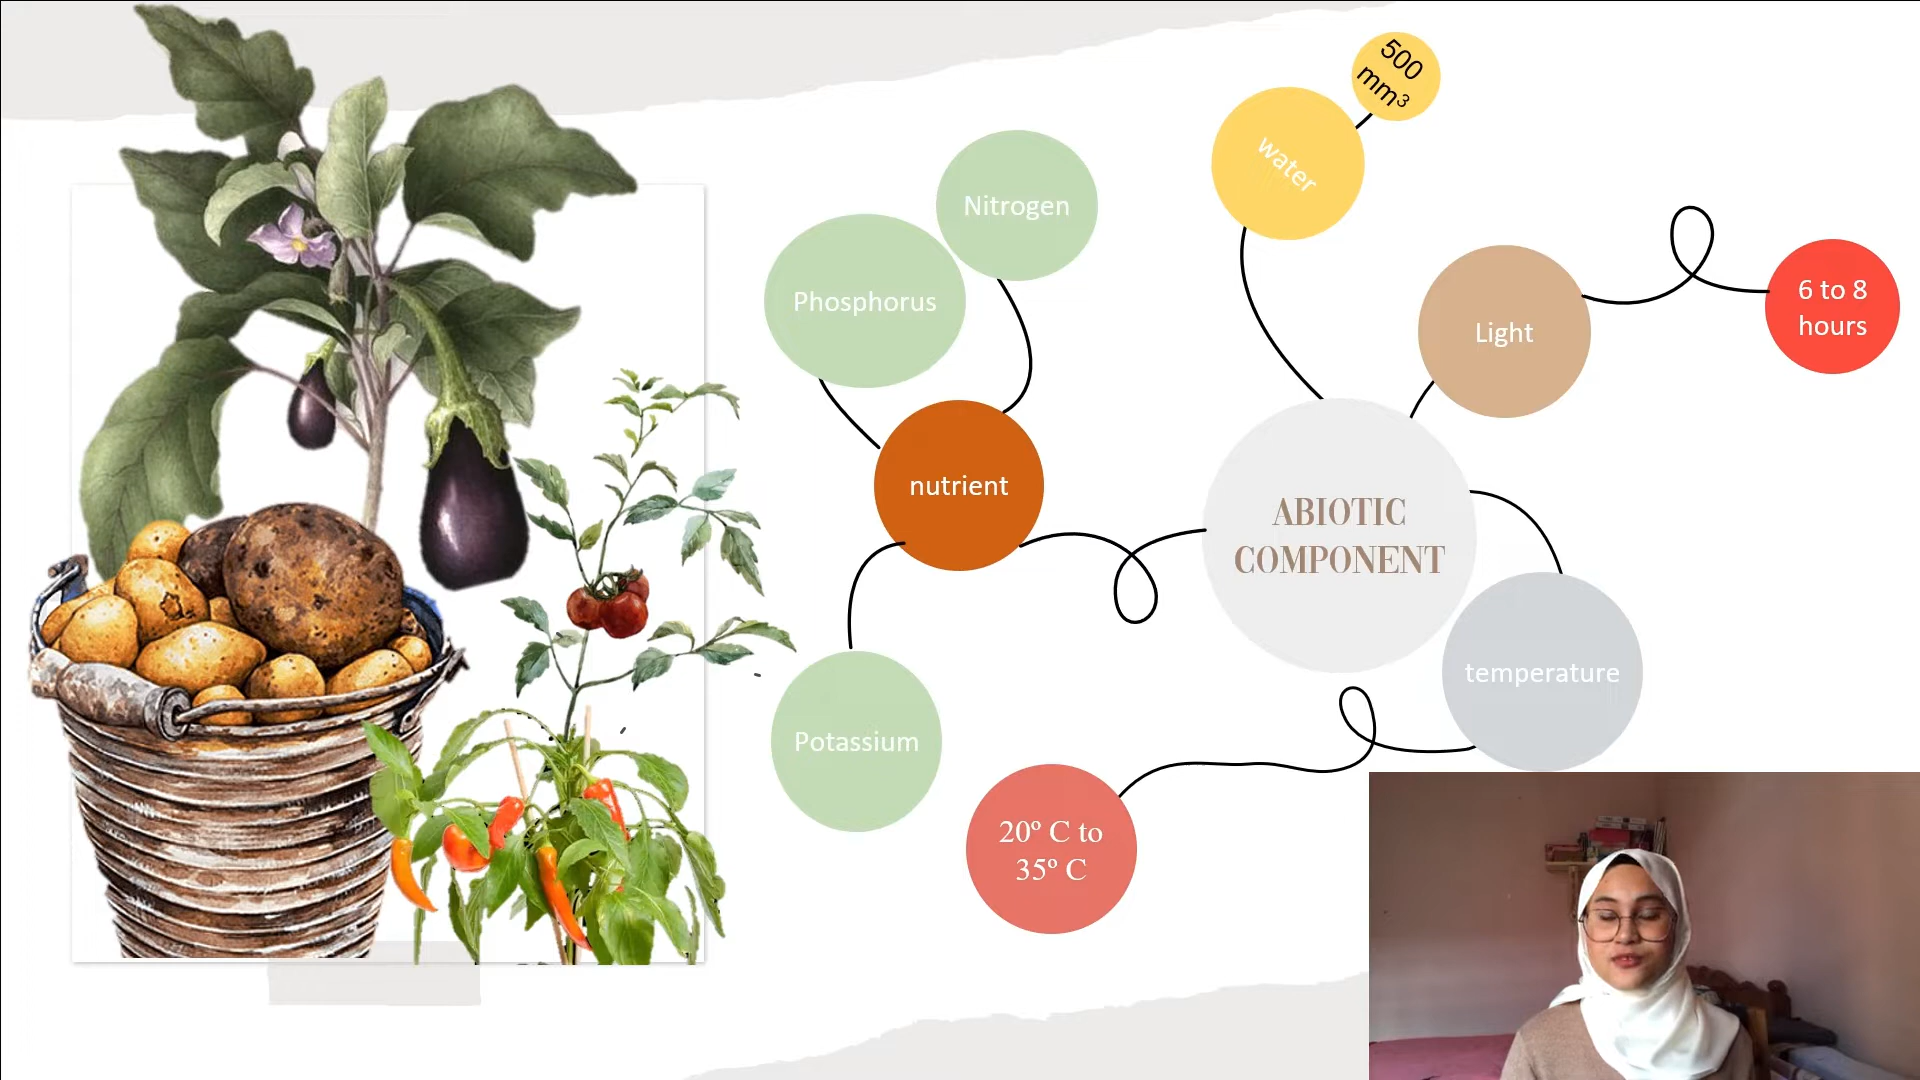 500
mm³
water
Nitrogen
Phosphorus
6 to 8
hours
Light
nutrient
ABIOTIC
COMPONENT
temperature
Potassium
20º C to
35º C